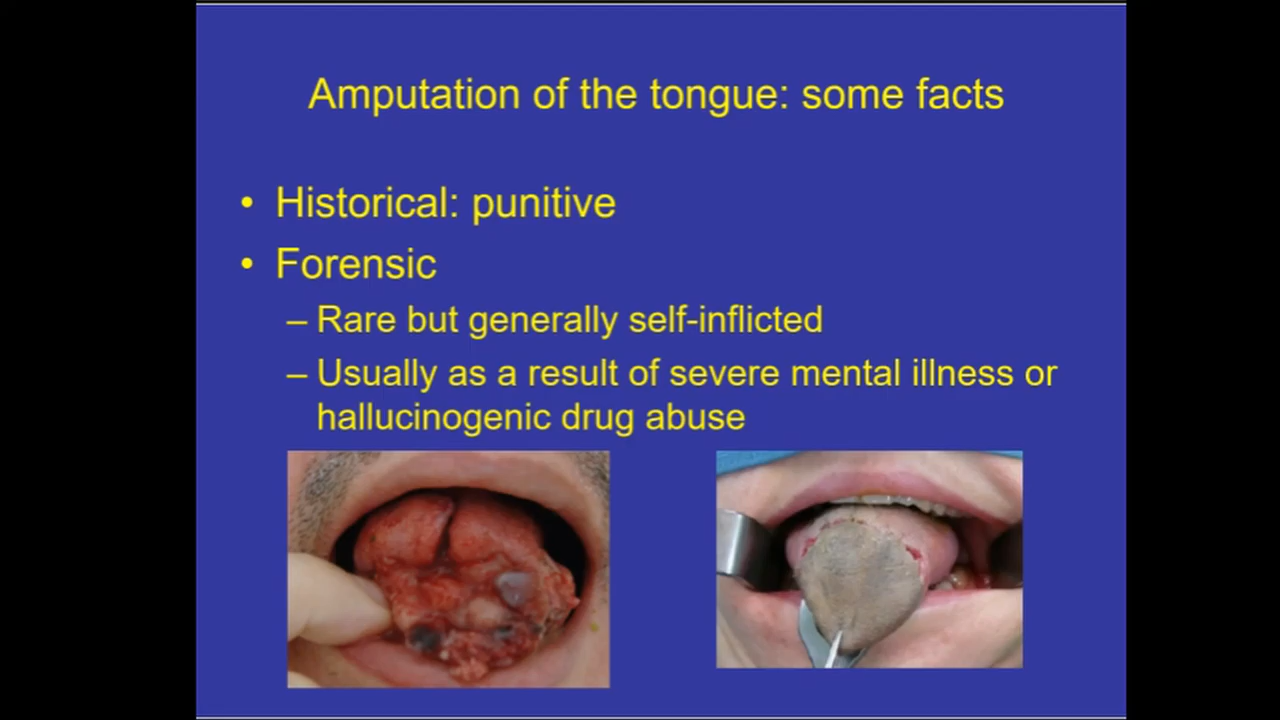 Amputation of the tongue: some facts
• Historical: punitive
• Forensic
– Rare but generally self-inflicted
– Usually as a result of severe mental illness or
hallucinogenic drug abuse